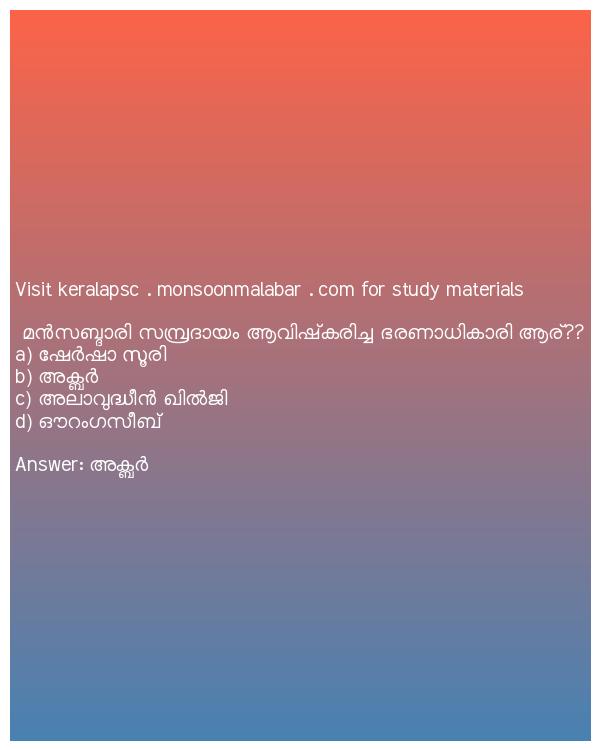 Visit keralapsc . monsoonmalabar . com for study materials
മൻസബ്ദാരി സമ്പ്രദായം ആവിഷ്കരിച്ച ഭരണാധികാരി ആര്??
a) ഷേർഷാ സൂരി
b) അക്ബർ
c) അലാവുദ്ധീൻ ഖിൽജി
d) ഔറംഗസീബ്
Answer: അക്ബർ